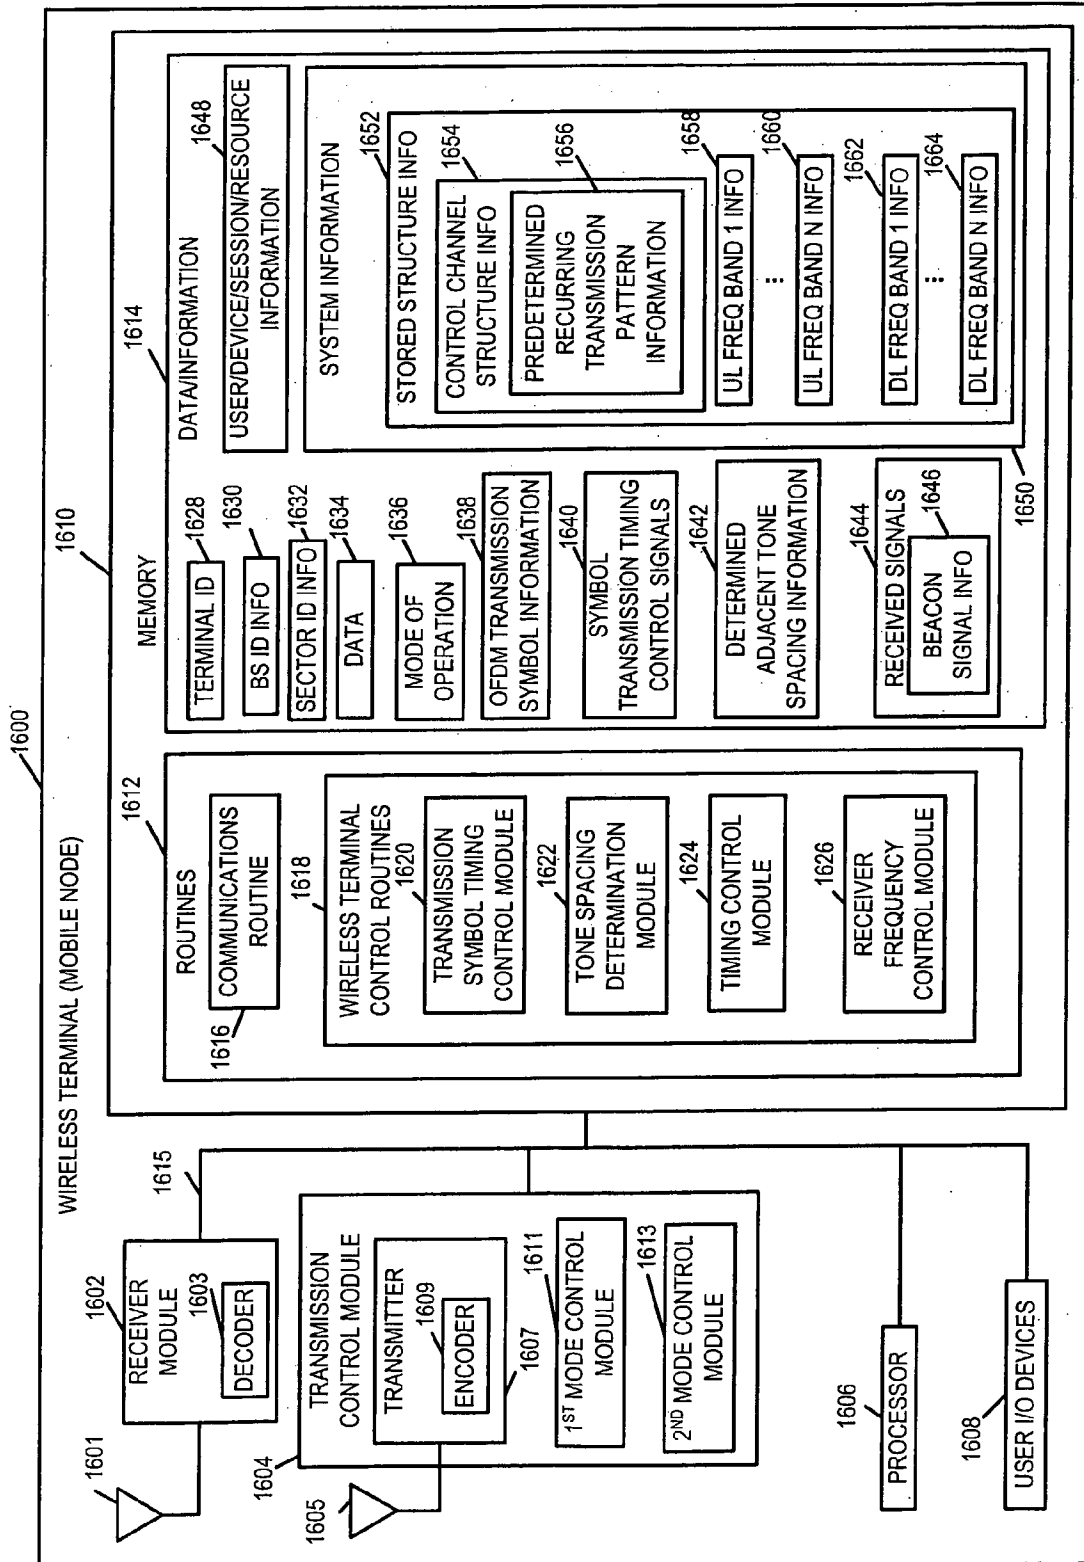 WIRELESS TERMINAL (MOBILE NODE)
1600
1601
1602
RECEIVER
MODULE
1603
DECODER
1615
1604
TRANSMISSION
CONTROL MODULE
TRANSMITTER
1609
ENCODER
1607
1605
1611
1ST MODE CONTROL
MODULE
1613
2ND MODE CONTROL
MODULE
1606
PROCESSOR
1608
USER I/O DEVICES
MEMORY
1610
1612
ROUTINES
COMMUNICATIONS
ROUTINE
1616
1618
WIRELESS TERMINAL
CONTROL ROUTINES
1620
TRANSMISSION
SYMBOL TIMING
CONTROL MODULE
1622
TONE SPACING
DETERMINATION
MODULE
1624
TIMING CONTROL
MODULE
1626
RECEIVER
FREQUENCY
CONTROL MODULE
1614
DATA/INFORMATION
TERMINAL ID
1628
BS ID INFO
1630
SECTOR ID INFO
1632
DATA
1634
MODE OF
OPERATION
1636
OFDM TRANSMISSION
SYMBOL INFORMATION
1638
SYMBOL
TRANSMISSION TIMING
CONTROL SIGNALS
1640
DETERMINED
ADJACENT TONE
SPACING INFORMATION
1642
RECEIVED SIGNALS
1644
BEACON
SIGNAL INFO
1646
USER/DEVICE/SESSION/RESOURCE
INFORMATION
1648
SYSTEM INFORMATION
1650
STORED STRUCTURE INFO
1652
CONTROL CHANNEL
STRUCTURE INFO
1654
PREDETERMINED
RECURRING
TRANSMISSION
PATTERN
INFORMATION
1656
UL FREQ BAND 1 INFO
1658
...
UL FREQ BAND N INFO
1660
DL FREQ BAND 1 INFO
1662
...
DL FREQ BAND N INFO
1664